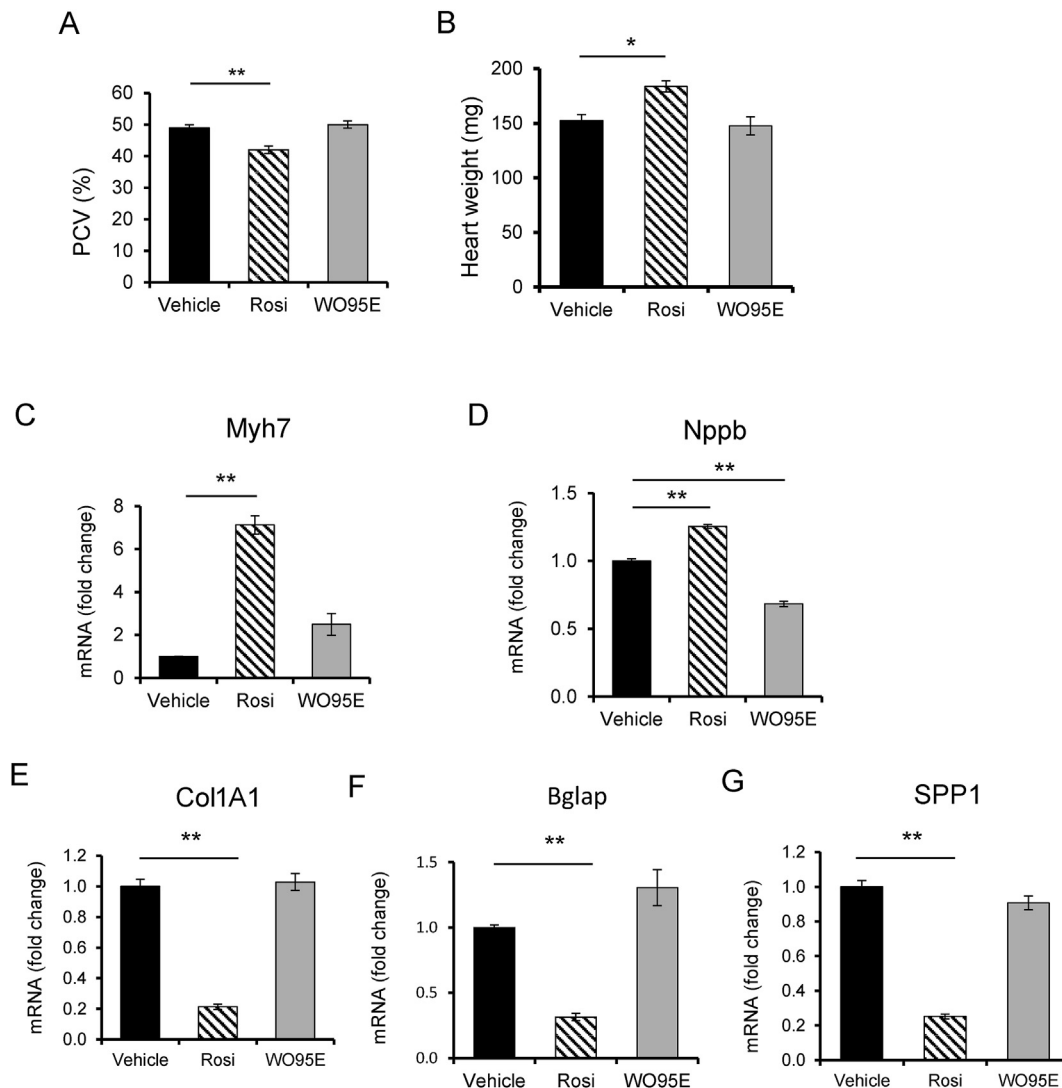 A
**
PCV (%)
60
50
40
30
20
10
0
Vehicle Rosi WO95E
B
*
Heart weight (mg)
200
150
100
50
0
Vehicle Rosi WO95E
C
Myh7
**
mRNA (fold change)
8
6
4
2
0
Vehicle Rosi WO95E
D
Nppb
**
**
mRNA (fold change)
1.5
1.0
0.5
0.0
Vehicle Rosi WO95E
E
Col1A1
**
mRNA (fold change)
1.2
1.0
0.8
0.6
0.4
0.2
0.0
Vehicle Rosi WO95E
F
Bglap
**
mRNA (fold change)
1.5
1.0
0.5
0.0
Vehicle Rosi WO95E
G
SPP1
**
mRNA (fold change)
1.2
1.0
0.8
0.6
0.4
0.2
0.0
Vehicle Rosi WO95E